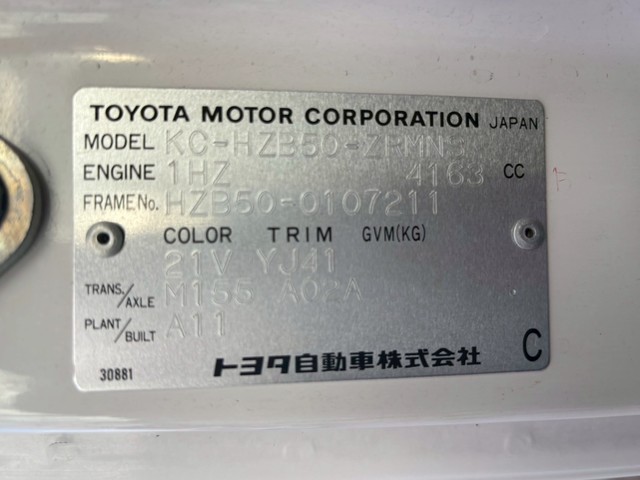 TOYOTA MOTOR CORPORATION JAPAN
MODEL KC-HZB50-ZRMNS
ENGINE 1HZ 4163 CC
FRAME No. HZB50-0107211
COLOR TRIM GVM(KG)
21V YJ41
TRANS./AXLE M155 A02A
PLANT/BUILT A11
30881 トヨタ自動車株式会社 C